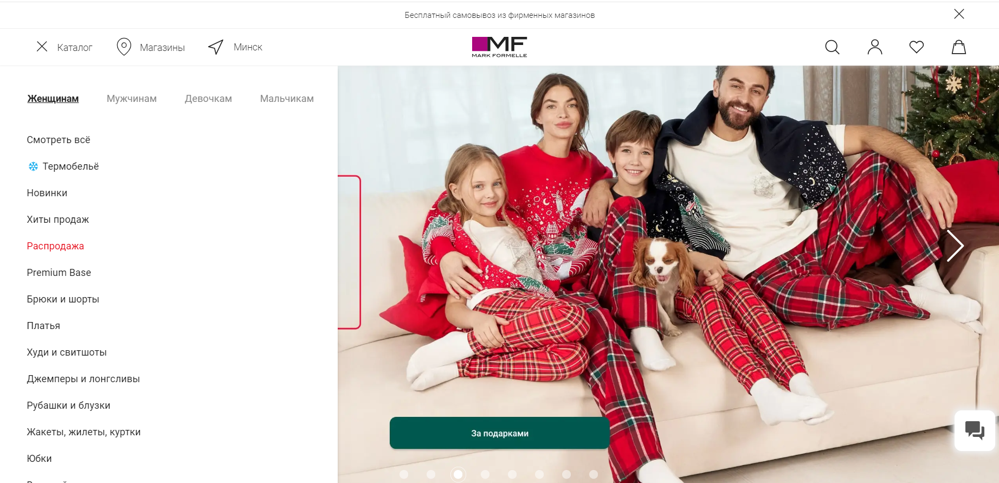 Бесплатный самовывоз из фирменных магазинов
Каталог
Магазины
Минск
MF
MARK FORMELLE
Женщинам
Мужчинам
Девочкам
Мальчикам
Смотреть всё
Термобельё
Новинки
Хиты продаж
Распродажа
Premium Base
Брюки и шорты
Платья
Худи и свитшоты
Джемперы и лонгсливы
Рубашки и блузки
Жакеты, жилеты, куртки
Юбки
За подарками